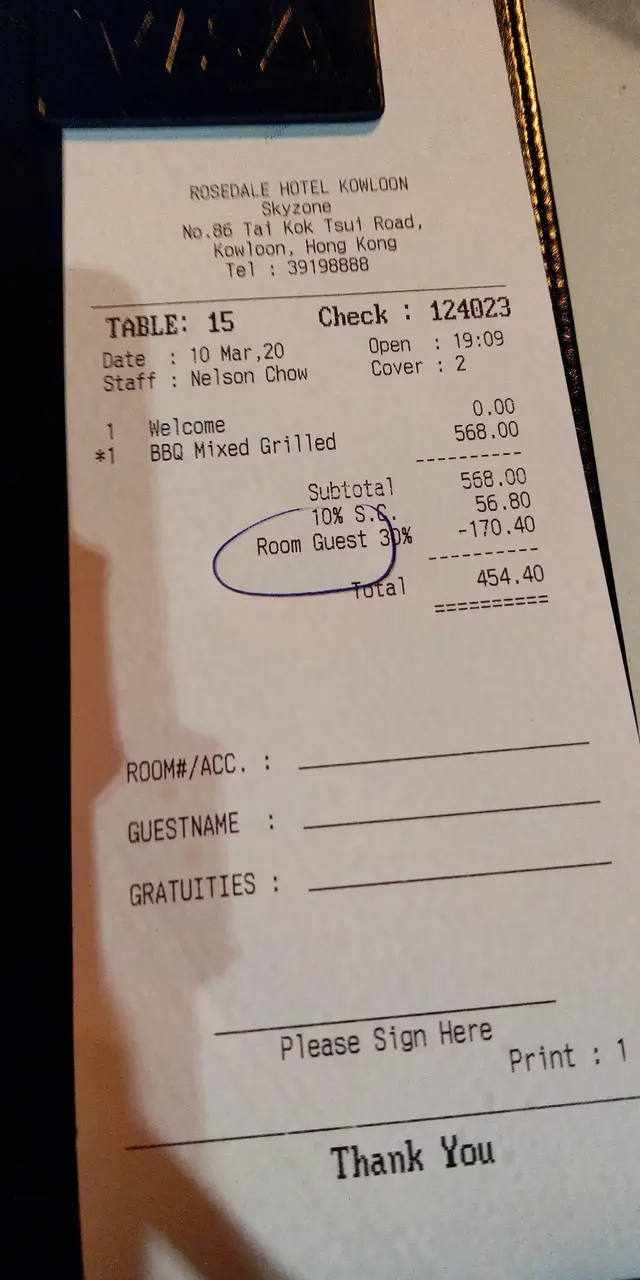 VISA
ROSEDALE HOTEL KOWLOON
Skyzone
No.86 Tai Kok Tsui Road,
Kowloon, Hong Kong
Tel : 39198888
TABLE: 15 Check : 124023
Date : 10 Mar,20 Open : 19:09
Staff : Nelson Chow Cover : 2
1 Welcome 0.00
*1 BBQ Mixed Grilled 568.00
Subtotal 568.00
10% S.C. 56.80
Room Guest 30% -170.40
Total 454.40
ROOM#/ACC. :
GUESTNAME :
GRATUITIES :
Please Sign Here
Print : 1
Thank You